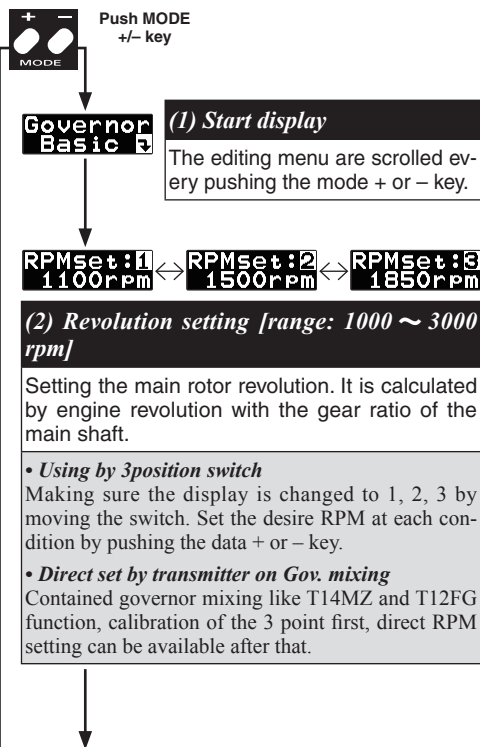 + −
MODE
Push MODE
+/– key
Governor
Basic
(1) Start display
The editing menu are scrolled ev-
ery pushing the mode + or – key.
RPMset:1
1100rpm
RPMset:2
1500rpm
RPMset:3
1850rpm
(2) Revolution setting [range: 1000 ～ 3000
rpm]
Setting the main rotor revolution. It is calculated
by engine revolution with the gear ratio of the
main shaft.
• Using by 3position switch
Making sure the display is changed to 1, 2, 3 by
moving the switch. Set the desire RPM at each con-
dition by pushing the data + or – key.
• Direct set by transmitter on Gov. mixing
Contained governor mixing like T14MZ and T12FG
function, calibration of the 3 point first, direct RPM
setting can be available after that.